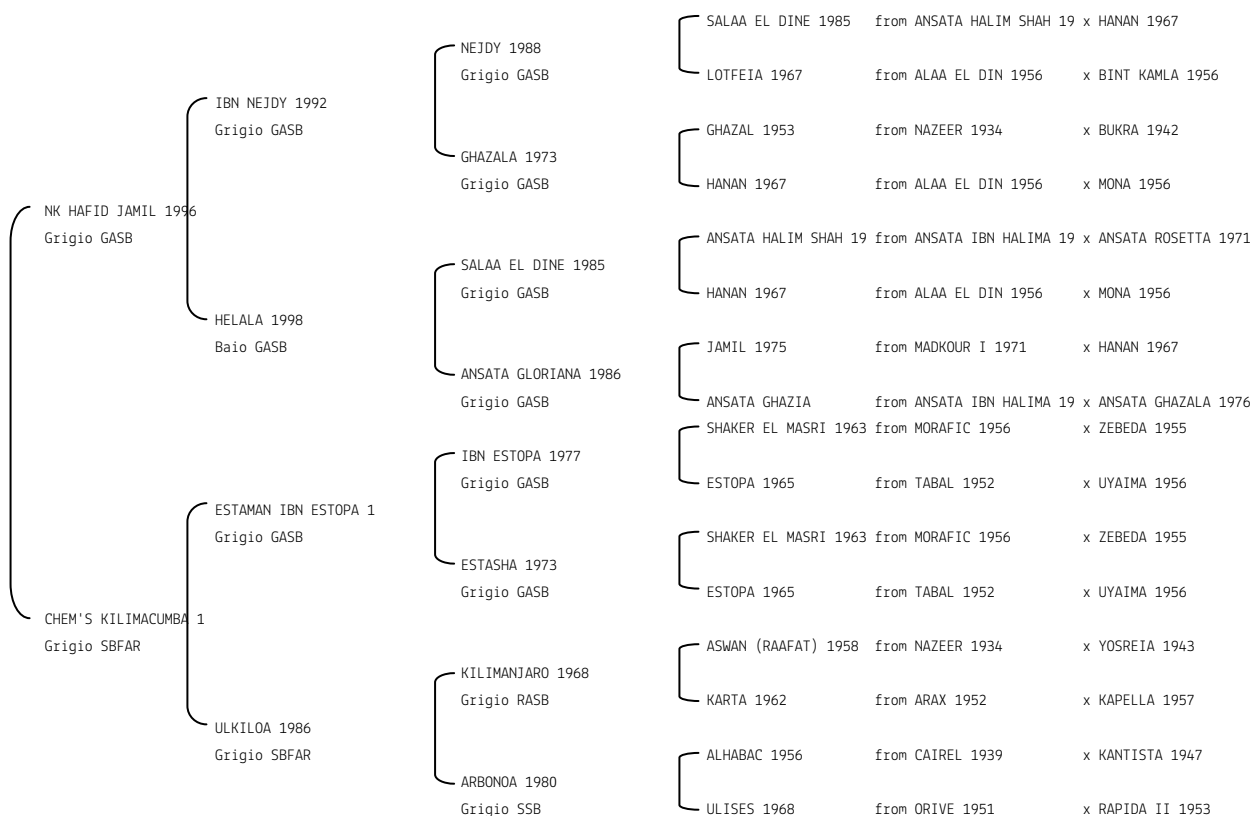 SALAA EL DINE 1985 from ANSATA HALIM SHAH 19 x HANAN 1967
NEJDY 1988
Grigio GASB LOTFEIA 1967 from ALAA EL DIN 1956 x BINT KAMLA 1956
IBN NEJDY 1992
Grigio GASB GHAZAL 1953 from NAZEER 1934 x BUKRA 1942
GHAZALA 1973
Grigio GASB HANAN 1967 from ALAA EL DIN 1956 x MONA 1956
NK HAFID JAMIL 1996
Grigio GASB ANSATA HALIM SHAH 19 from ANSATA IBN HALIMA 19 x ANSATA ROSETTA 1971
SALAA EL DINE 1985
Grigio GASB HANAN 1967 from ALAA EL DIN 1956 x MONA 1956
HELALA 1998
Baio GASB JAMIL 1975 from MADKOUR I 1971 x HANAN 1967
ANSATA GLORIANA 1986
Grigio GASB ANSATA GHAZIA from ANSATA IBN HALIMA 19 x ANSATA GHAZALA 1976
SHAKER EL MASRI 1963 from MORAFIC 1956 x ZEBEDA 1955
IBN ESTOPA 1977
Grigio GASB ESTOPA 1965 from TABAL 1952 x UYAIMA 1956
ESTAMAN IBN ESTOPA 1
Grigio GASB SHAKER EL MASRI 1963 from MORAFIC 1956 x ZEBEDA 1955
ESTASHA 1973
Grigio GASB ESTOPA 1965 from TABAL 1952 x UYAIMA 1956
CHEM'S KILIMACUMBA 1
Grigio SBFAR ASWAN (RAAFAT) 1958 from NAZEER 1934 x YOSREIA 1943
KILIMANJARO 1968
Grigio RASB KARTA 1962 from ARAX 1952 x KAPELLA 1957
ULKILOA 1986
Grigio SBFAR ALHABAC 1956 from CAIREL 1939 x KANTISTA 1947
ARBONOA 1980
Grigio SSB ULISES 1968 from ORIVE 1951 x RAPIDA II 1953